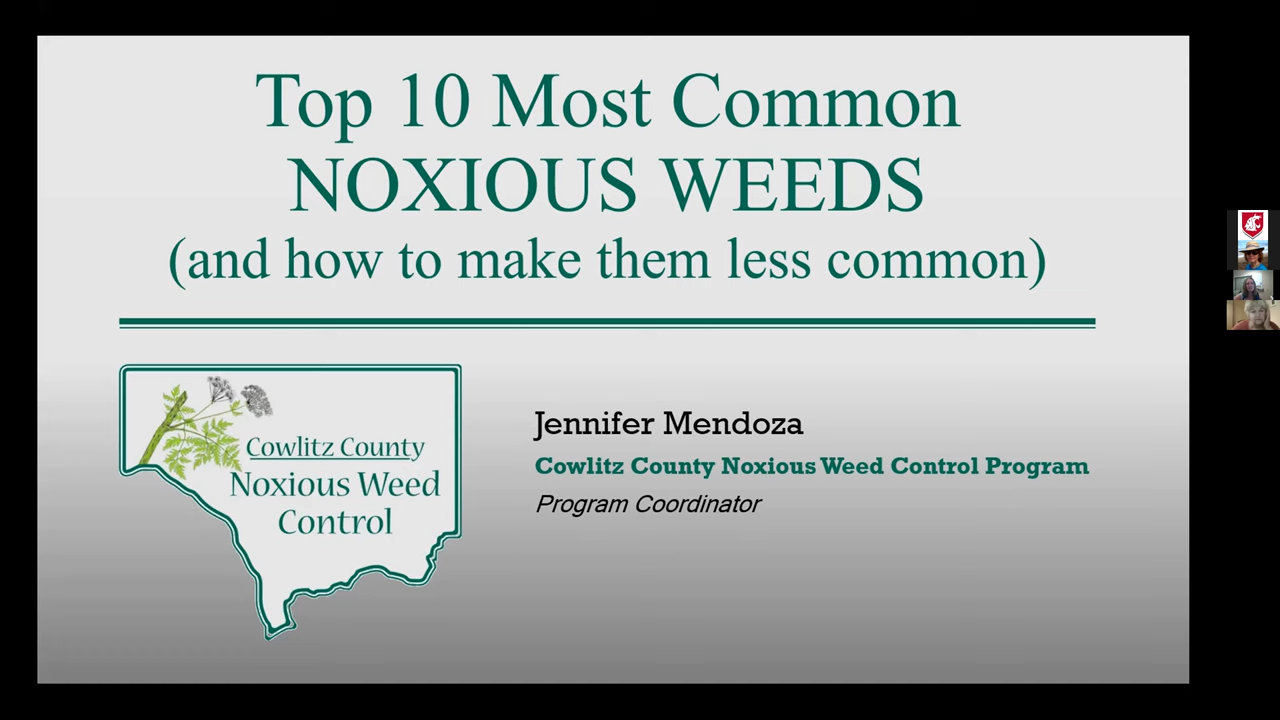 Top 10 Most Common
NOXIOUS WEEDS
(and how to make them less common)
Cowlitz County
Noxious Weed
Control
Jennifer Mendoza
Cowlitz County Noxious Weed Control Program
Program Coordinator